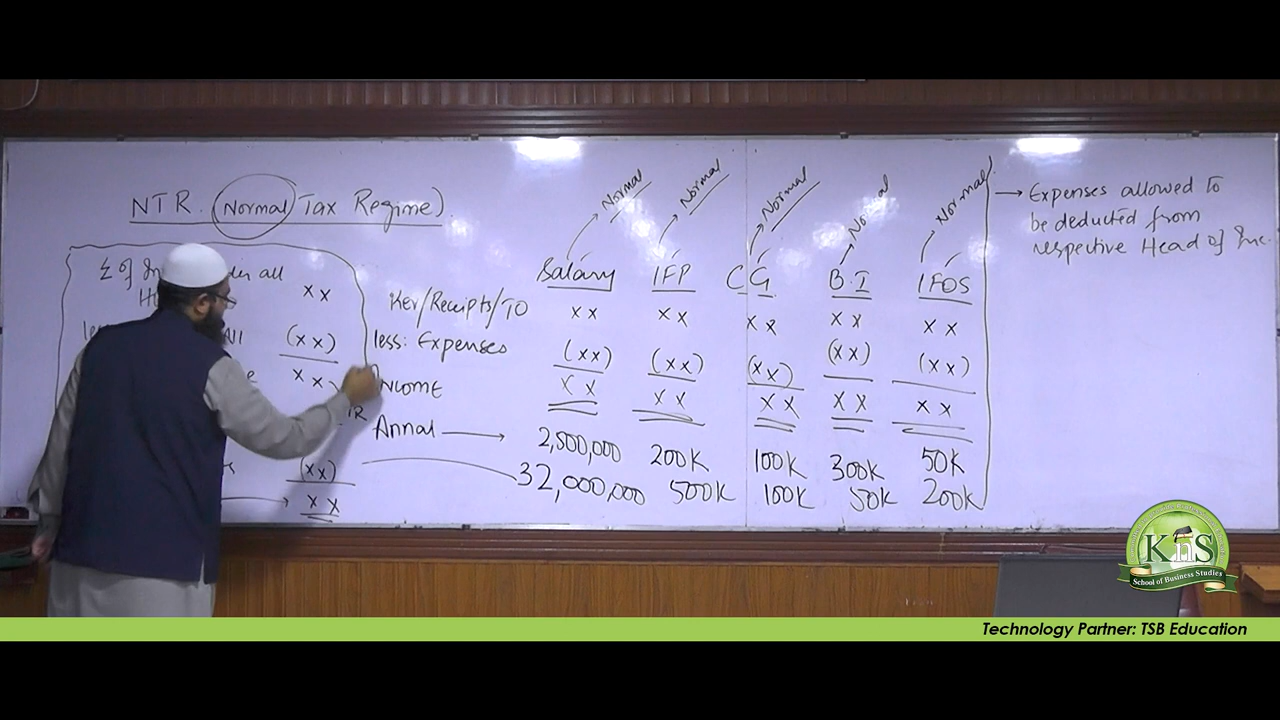 NTR. (Normal Tax Regime).
Σ of all
xx
(xx)
xx
(xx)
xx
Normal Normal Normal Normal Normal
Salary IFP CG B.I IFOS
Rev/Receipts/TO xx xx xx xx xx
less: Expenses (xx) (xx) (xx) (xx) (xx)
Income xx xx xx xx xx
Annal 2,500,000 200K 100K 300K 50K
32,000,000 500K 100K 50K 200K
→ Expenses allowed to
be deducted from
respective Head of Inc.
KnS
School of Business Studies
Technology Partner: TSB Education